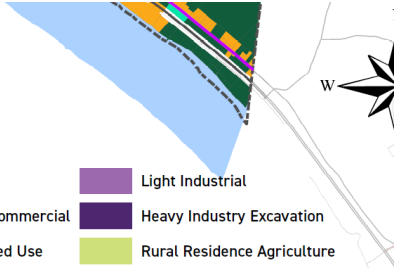 W
Light Industrial
ommercial
Heavy Industry Excavation
ed Use
Rural Residence Agriculture